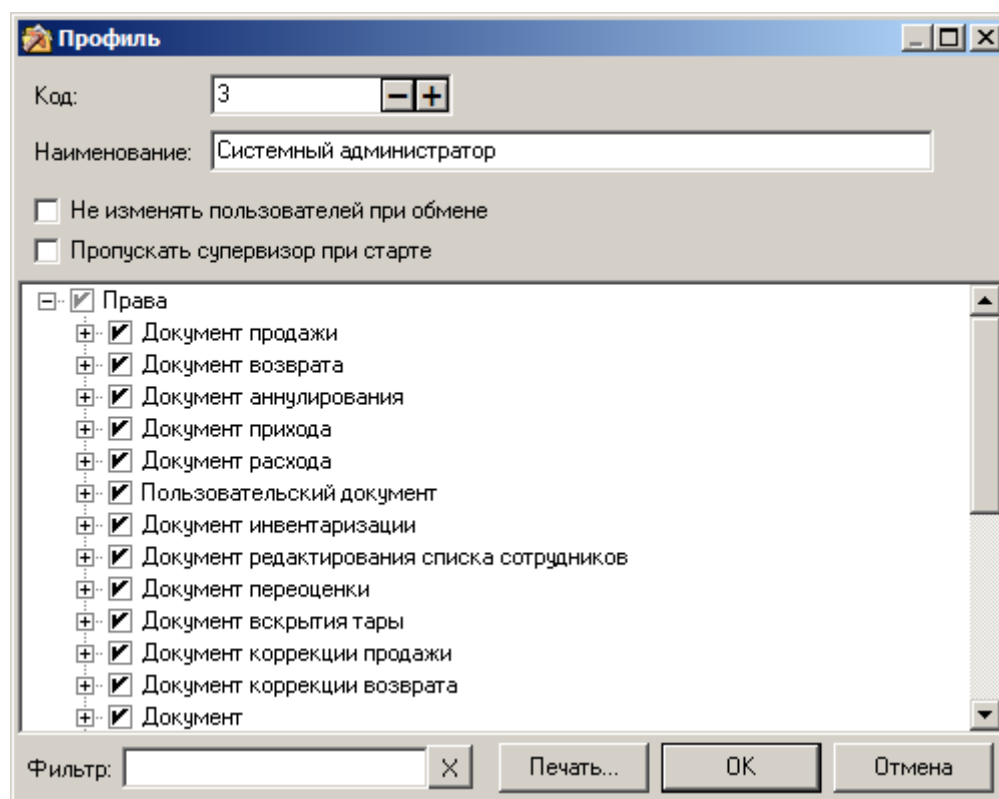 Профиль
Код: 3
Наименование: Системный администратор
Не изменять пользователей при обмене
Пропускать супервизор при старте
Права
Документ продажи
Документ возврата
Документ аннулирования
Документ прихода
Документ расхода
Пользовательский документ
Документ инвентаризации
Документ редактирования списка сотрудников
Документ переоценки
Документ вскрытия тары
Документ коррекции продажи
Документ коррекции возврата
Документ
Фильтр: X Печать... ОК Отмена